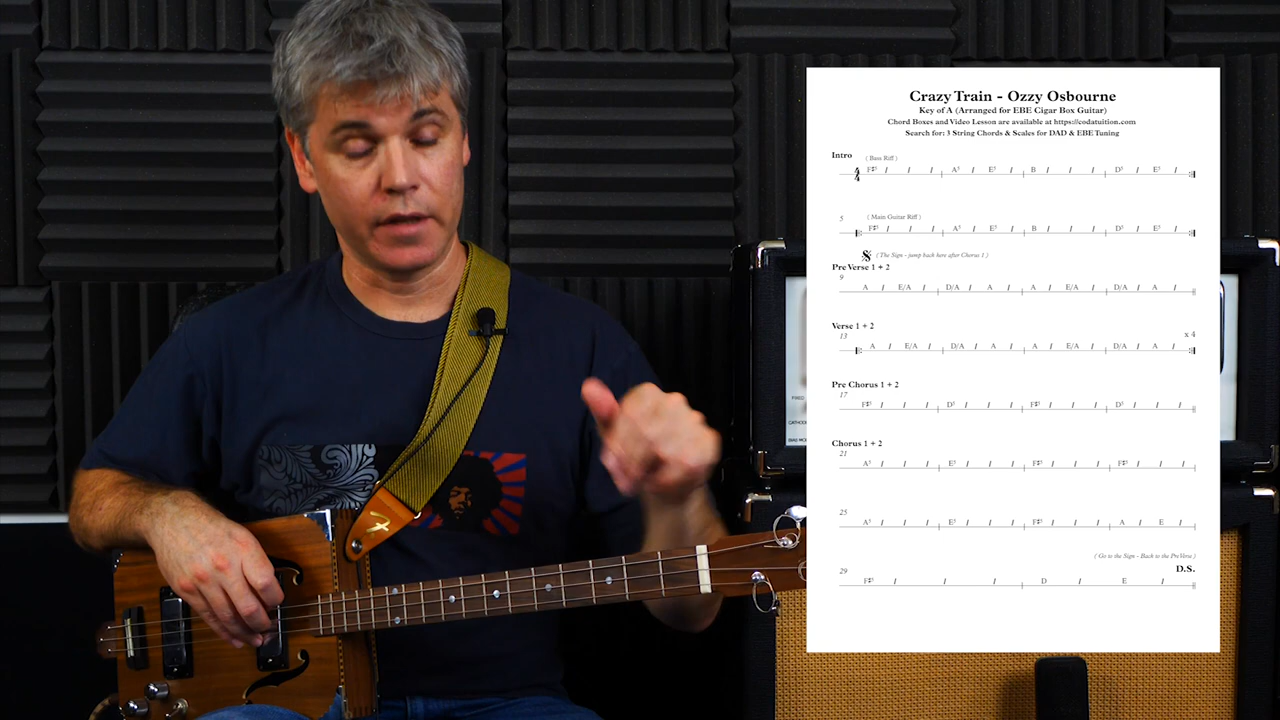 Crazy Train - Ozzy Osbourne
Key of A (Arranged for EBE Cigar Box Guitar)
Chord Boxes and Video Lesson are available at https://codatuition.com
Search for: 3 String Chords & Scales for DAD & EBE Tuning
Intro
( Bass Riff )
4/4 F#5 / / / A5 / E5 / B / / / D5 / E5 /
5
( Main Guitar Riff )
F#5 / / / A5 / E5 / B / / / D5 / E5 /
( The Sign - jump back here after Chorus 1 )
Pre Verse 1 + 2
9
A / E/A / D/A / A / A / E/A / D/A / A /
Verse 1 + 2
x 4
13
A / E/A / D/A / A / A / E/A / D/A / A /
Pre Chorus 1 + 2
17
F#5 / / / D5 / / / F#5 / / / D5 / / /
Chorus 1 + 2
21
A5 / / / E5 / / / F#5 / / / F#5 / / /
25
A5 / / / E5 / / / F#5 / / / A / E /
( Go to the Sign - Back to the PreVerse )
D.S.
29
F#5 / / / D / E /